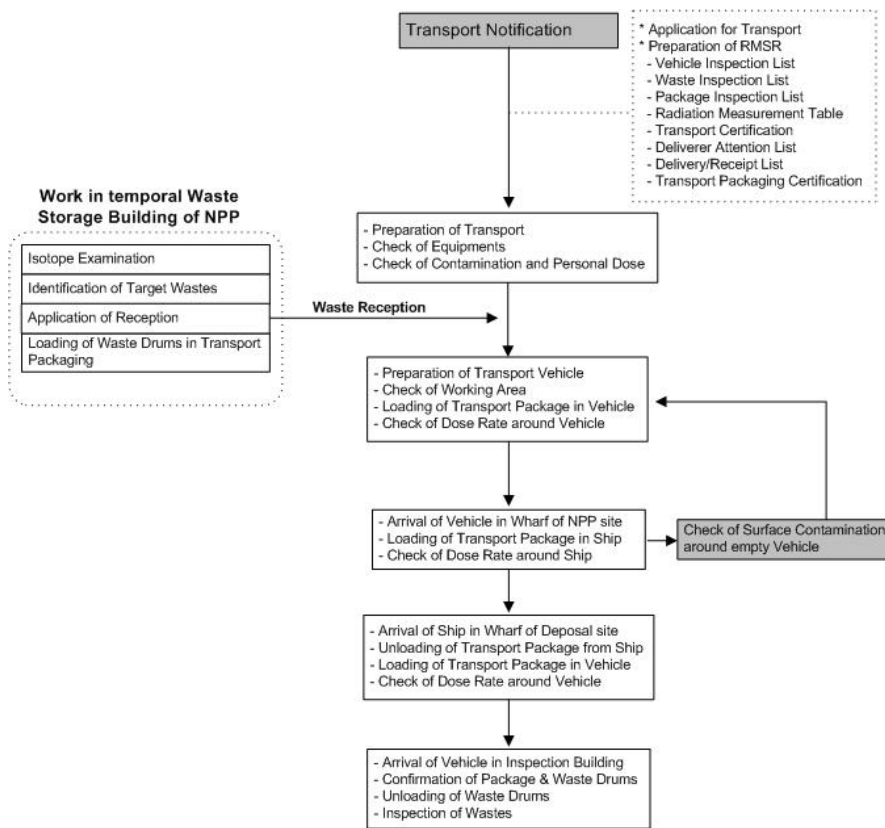 Transport Notification
* Application for Transport
* Preparation of RMSR
- Vehicle Inspection List
- Waste Inspection List
- Package Inspection List
- Radiation Measurement Table
- Transport Certification
- Deliverer Attention List
- Delivery/Receipt List
- Transport Packaging Certification
Work in temporal Waste
Storage Building of NPP
Isotope Examination
Identification of Target Wastes
Application of Reception
Loading of Waste Drums in Transport
Packaging
Waste Reception
- Preparation of Transport
- Check of Equipments
- Check of Contamination and Personal Dose
- Preparation of Transport Vehicle
- Check of Working Area
- Loading of Transport Package in Vehicle
- Check of Dose Rate around Vehicle
- Arrival of Vehicle in Wharf of NPP site
- Loading of Transport Package in Ship
- Check of Dose Rate around Ship
Check of Surface Contamination
around empty Vehicle
- Arrival of Ship in Wharf of Deposal site
- Unloading of Transport Package from Ship
- Loading of Transport Package in Vehicle
- Check of Dose Rate around Vehicle
- Arrival of Vehicle in Inspection Building
- Confirmation of Package & Waste Drums
- Unloading of Waste Drums
- Inspection of Wastes